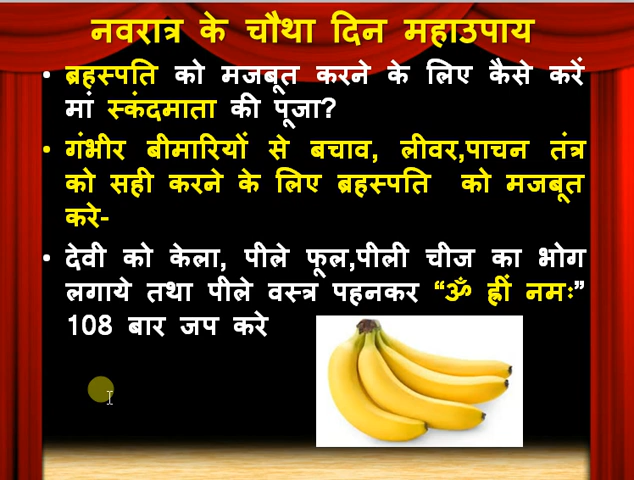 नवरात्र के चौथा दिन महाउपाय
• ब्रहस्पति को मजबूत करने के लिए कैसे करें
मां स्कंदमाता की पूजा?
• गंभीर बीमारियों से बचाव, लीवर,पाचन तंत्र
को सही करने के लिए ब्रहस्पति को मजबूत
करे-
• देवी को केला, पीले फूल,पीली चीज का भोग
लगाये तथा पीले वस्त्र पहनकर “ॐ ह्रीं नमः”
108 बार जप करे